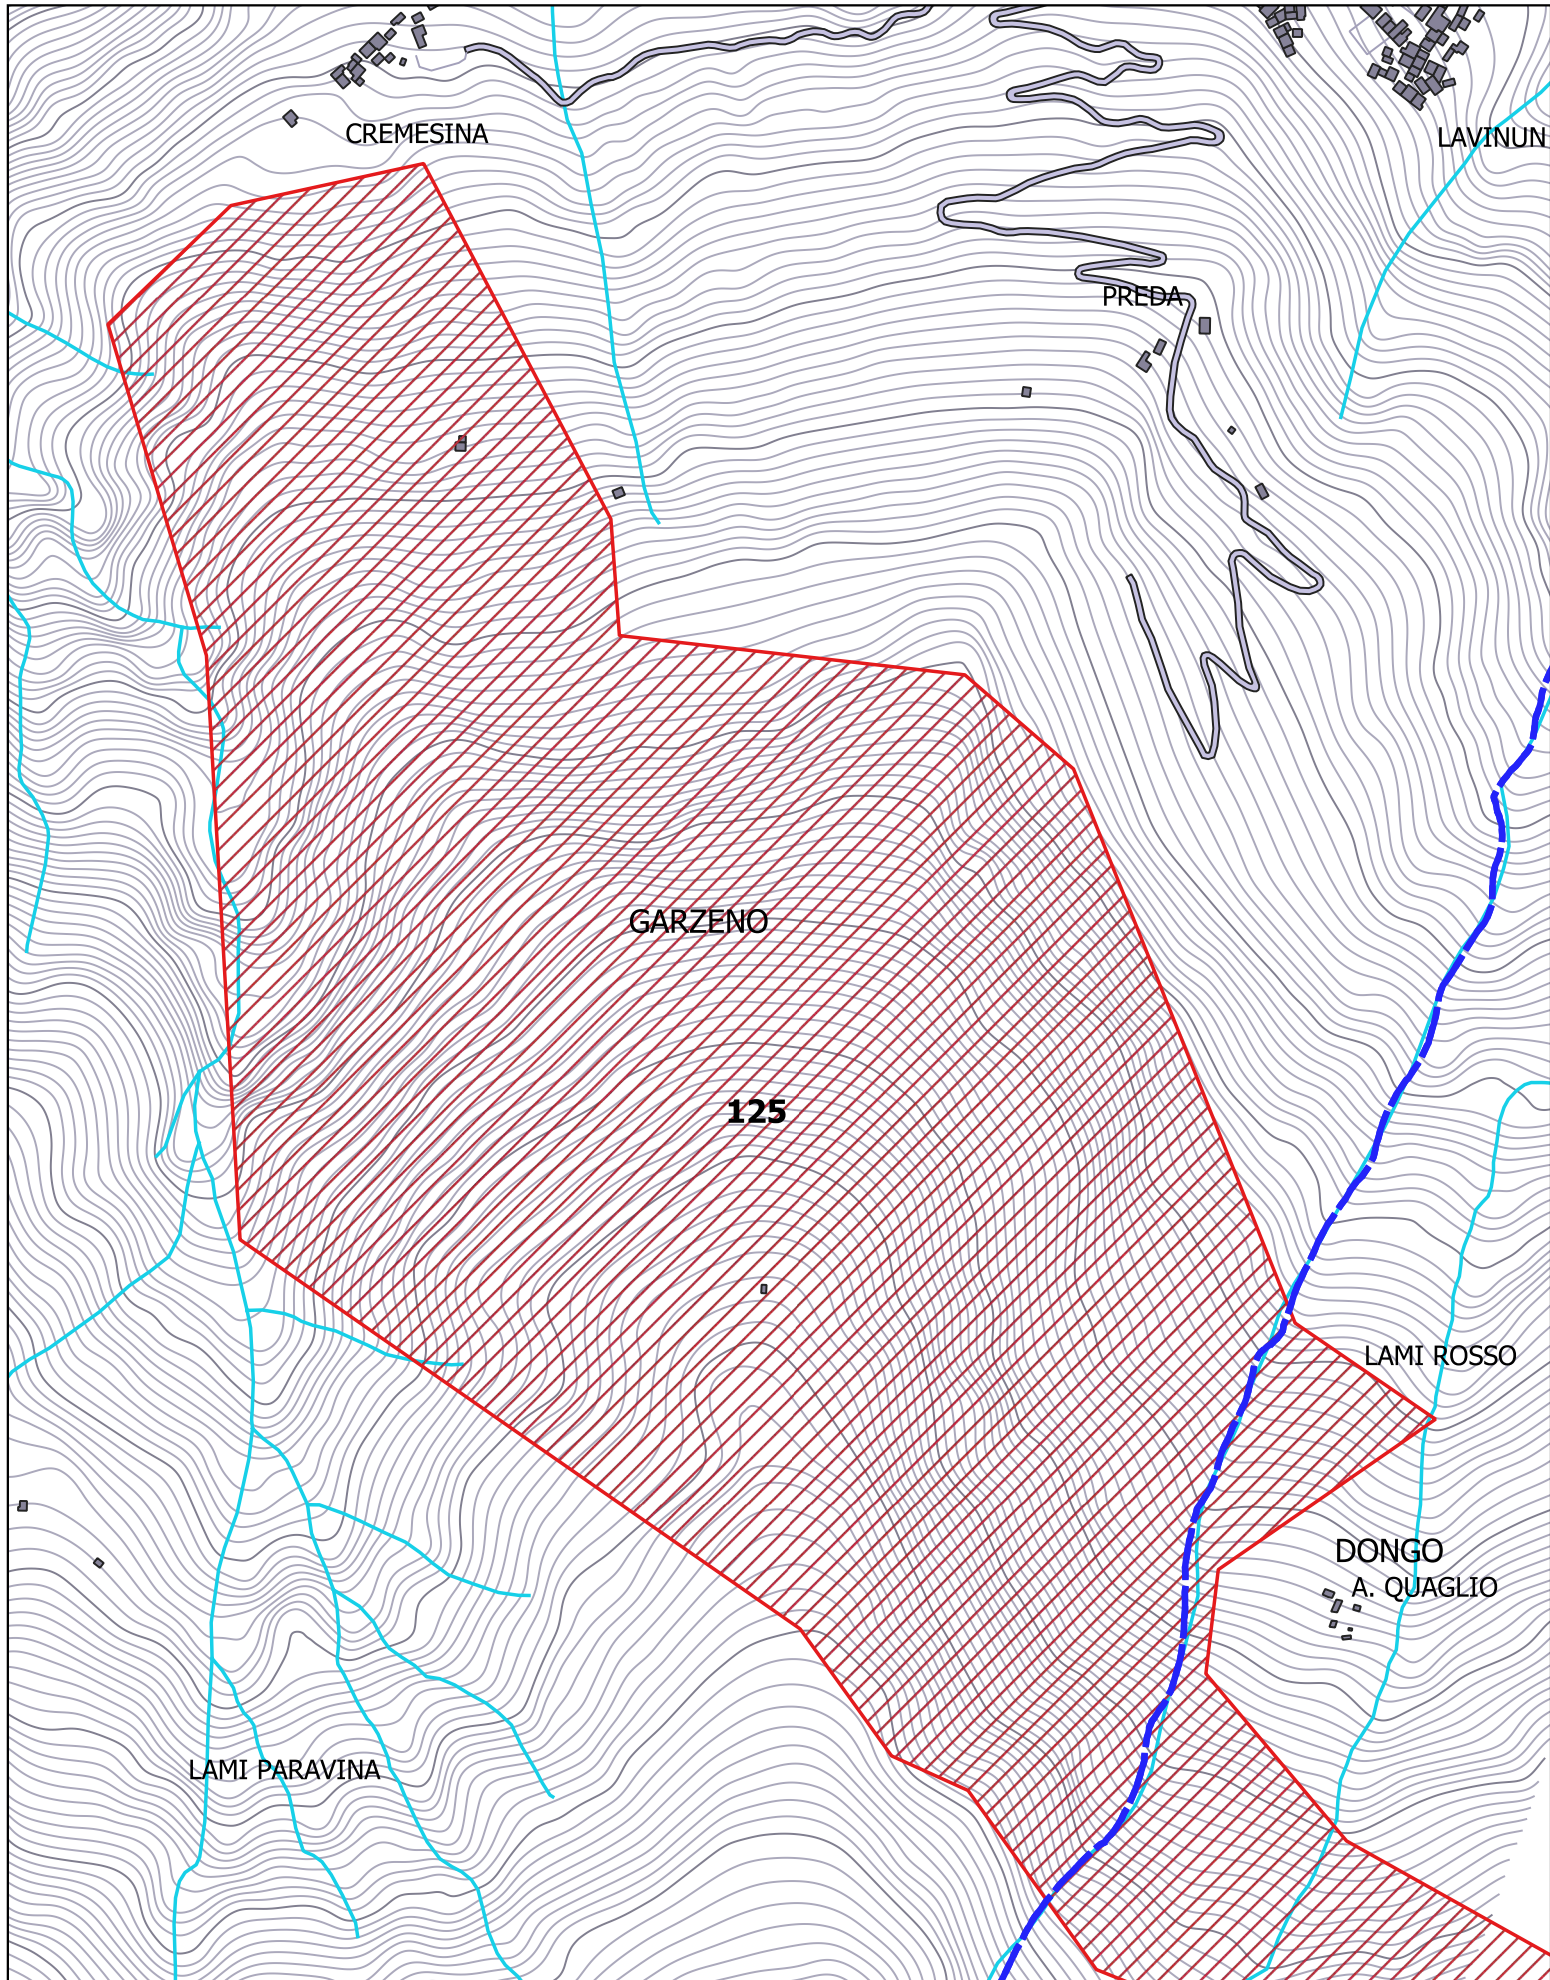 CREMESINA
LAVINUN
PREDA
GARZENO
125
LAMI ROSSO
DONGO
A. QUAGLIO
LAMI PARAVINA